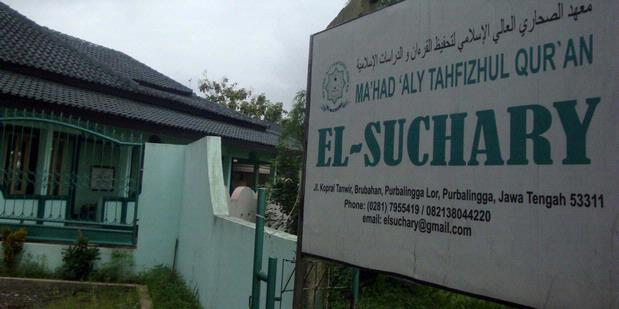 معهد الصحاري العالي الإسلامي لتحفيظ القرءان و الدراسات الإسلامية
MA'HAD 'ALY TAHFIZHUL QUR`AN
EL-SUCHARY
Jl. Kopral Tanwir, Brubahan, Purbalingga Lor, Purbalingga, Jawa Tengah 53311
Phone: (0281) 7955419 / 082138044220
email: elsuchary@gmail.com